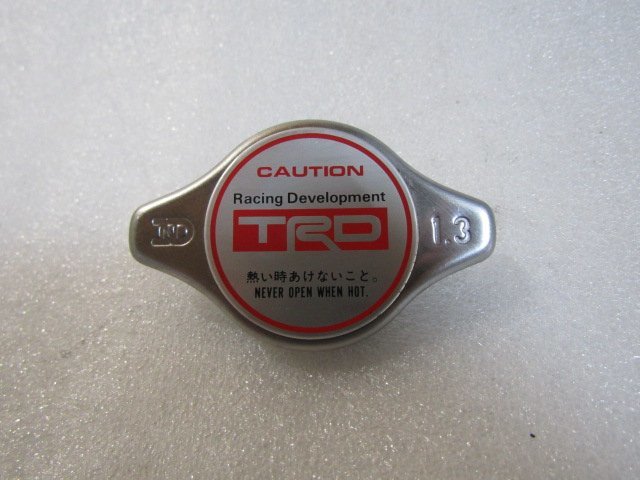 CAUTION
Racing Development
TRD
ND
1.3
熱い時あけないこと。
NEVER OPEN WHEN HOT.